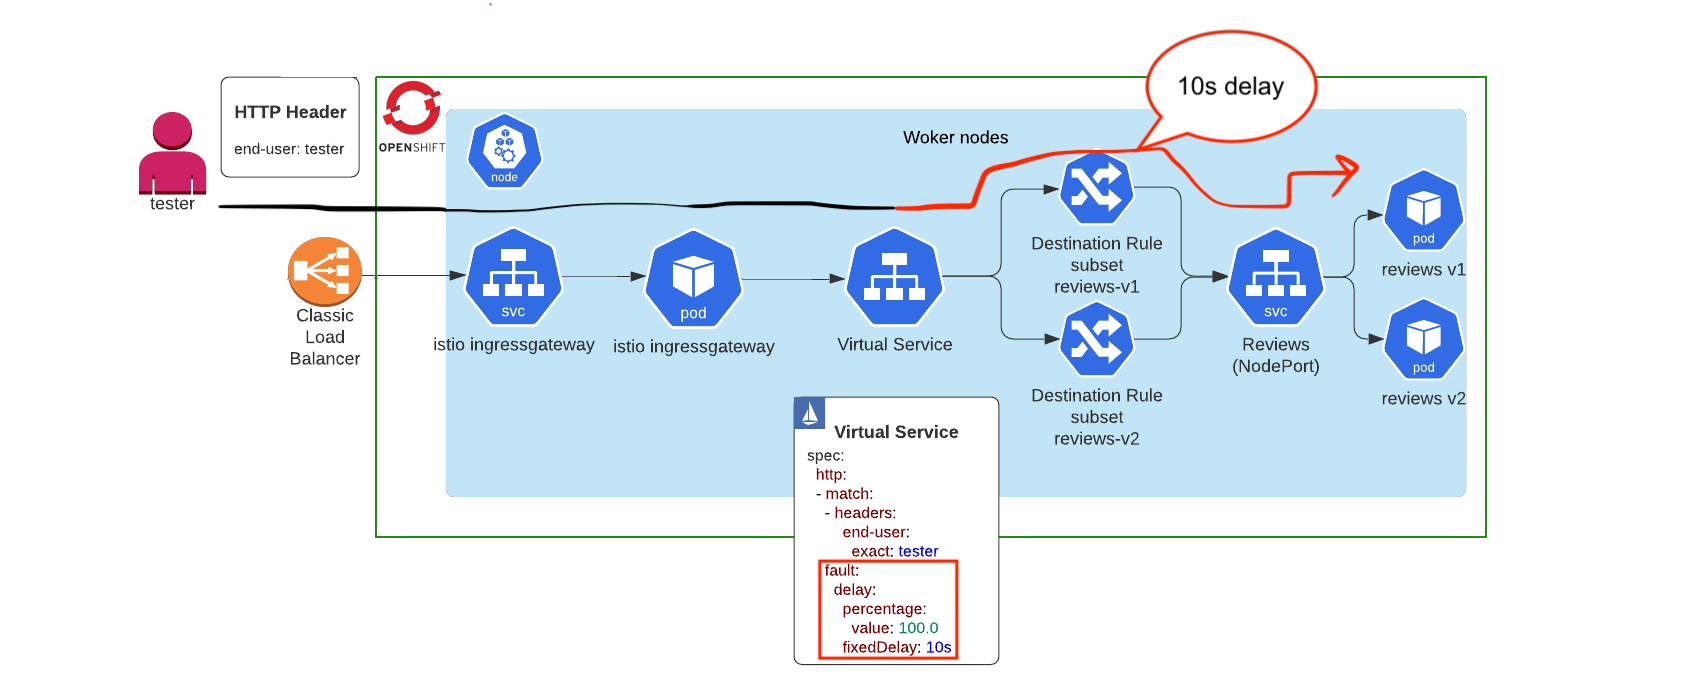 10s delay
HTTP Header
end-user: tester
OPENSHIFT
node
Woker nodes
tester
Classic
Load
Balancer
svc
istio ingressgateway
pod
istio ingressgateway
Virtual Service
Destination Rule
subset
reviews-v1
Destination Rule
subset
reviews-v2
svc
Reviews
(NodePort)
pod
reviews v1
pod
reviews v2
Virtual Service
spec:
http:
- match:
- headers:
end-user:
exact: tester
fault:
delay:
percentage:
value: 100.0
fixedDelay: 10s